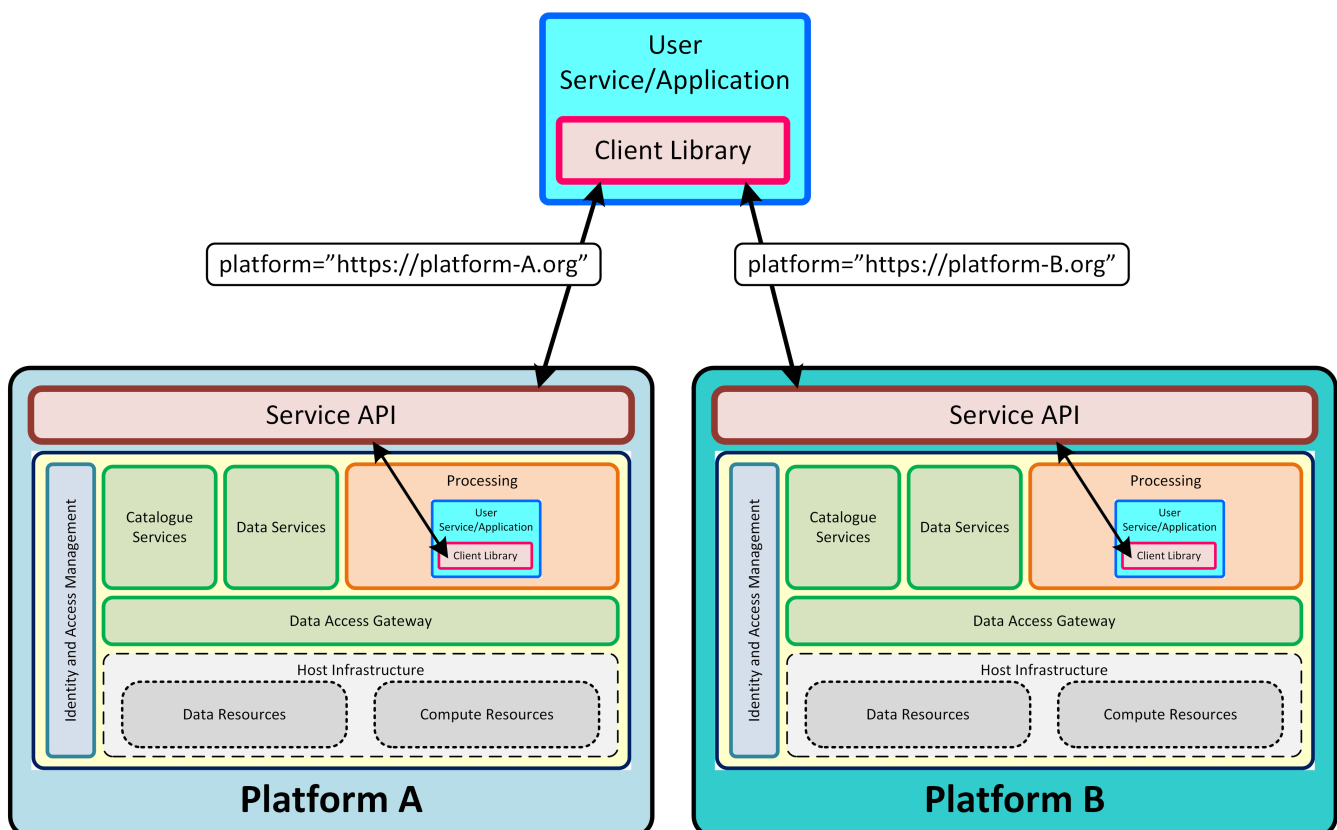 User
Service/Application
Client Library
platform=”https://platform-A.org”
platform=”https://platform-B.org”
Service API
Identity and Access Management
Catalogue
Services
Data Services
Processing
User
Service/Application
Client Library
Data Access Gateway
Host Infrastructure
Data Resources
Compute Resources
Platform A
Service API
Identity and Access Management
Catalogue
Services
Data Services
Processing
User
Service/Application
Client Library
Data Access Gateway
Host Infrastructure
Data Resources
Compute Resources
Platform B